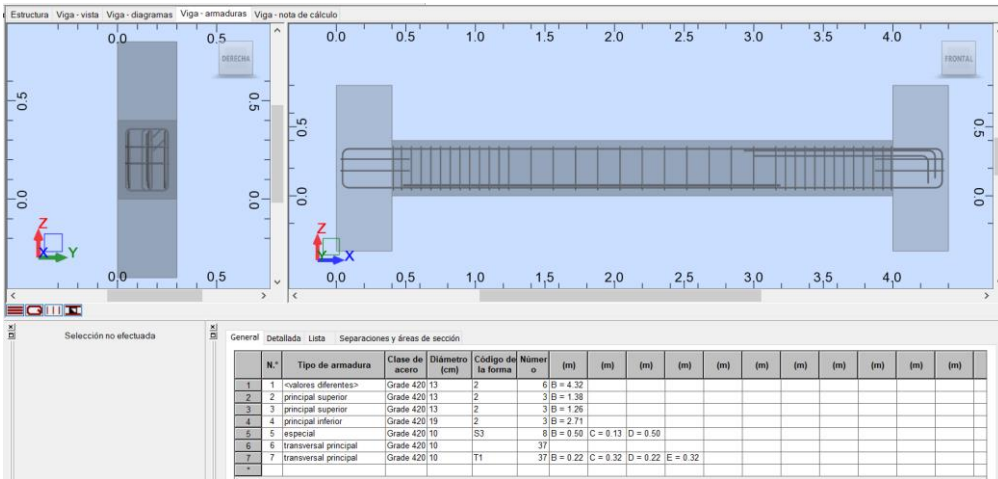 Estructura Viga - vista Viga - diagramas Viga - armaduras Viga - nota de cálculo
0.0 0.5
DERECHA
0.5
0.5
0.0
0.0
Z
X Y
0.0 0.5
0.0 0.5 1.0 1.5 2.0 2.5 3.0 3.5 4.0
FRONTAL
0.5
0.5
0.0
0.0
Z
Y X
0.0 0.5 1.0 1.5 2.0 2.5 3.0 3.5 4.0
Selección no efectuada
General Detallada Lista Separaciones y áreas de sección
N.° Tipo de armadura Clase de acero Diámetro (cm) Código de la forma Número (m) (m) (m) (m) (m) (m) (m) (m) (m) (m)
1 1 <valores diferentes> Grade 420 13 2 6 B = 4.32
2 2 principal superior Grade 420 13 2 3 B = 1.38
3 3 principal superior Grade 420 13 2 3 B = 1.26
4 4 principal inferior Grade 420 19 2 3 B = 2.71
5 5 especial Grade 420 10 S3 8 B = 0.50 C = 0.13 D = 0.50
6 6 transversal principal Grade 420 10 37
7 7 transversal principal Grade 420 10 T1 37 B = 0.22 C = 0.32 D = 0.22 E = 0.32
*